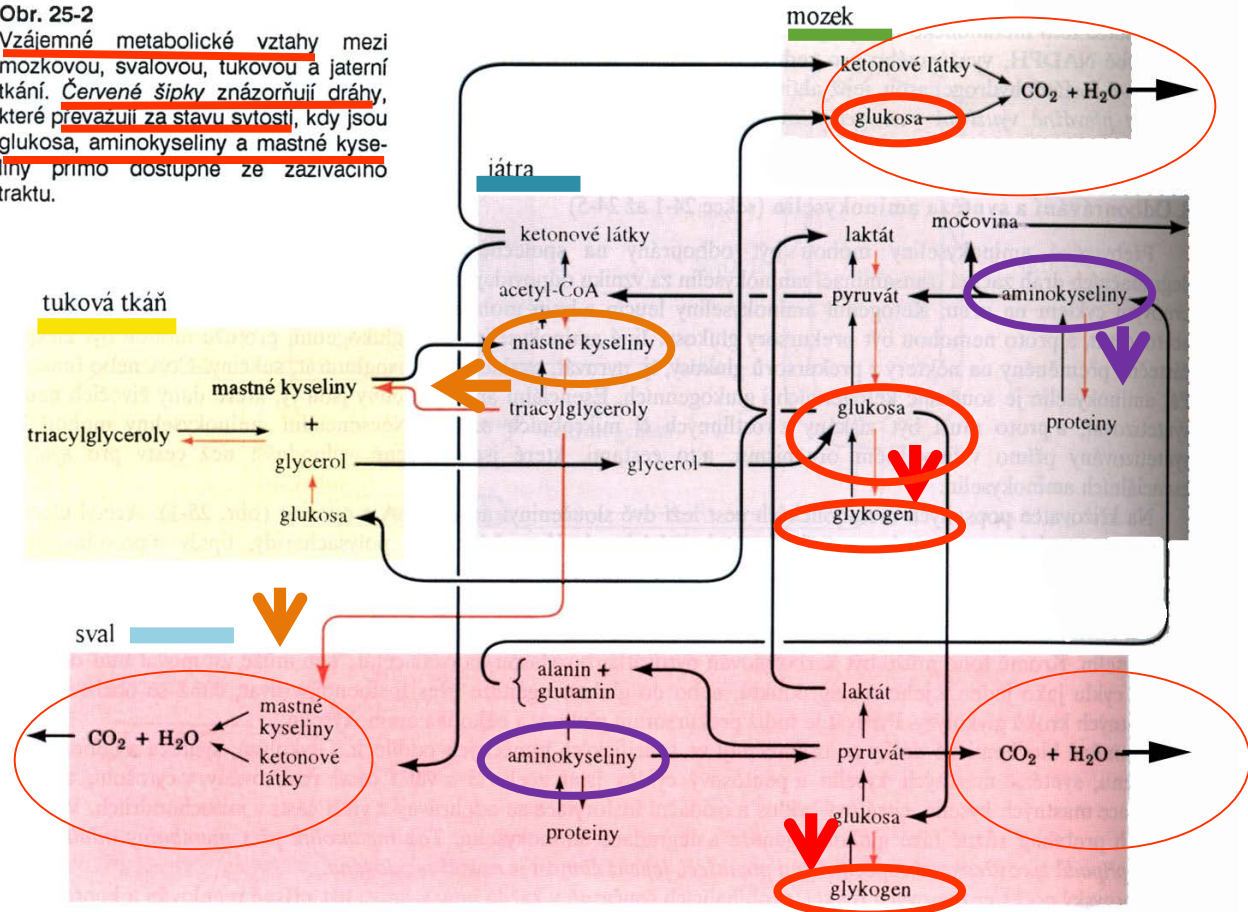 Obr. 25-2
Vzájemné metabolické vztahy mezi
mozkovou, svalovou, tukovou a jaterní
tkání. Červené šipky znázorňují dráhy,
které převažují za stavu sytosti, kdy jsou
glukosa, aminokyseliny a mastné kyse-
liny přímo dostupné ze zažívacího
traktu.
mozek
ketonové látky
CO₂ + H₂O
glukosa
játra
ketonové látky
laktát
močovina
acetyl-CoA
pyruvát
aminokyseliny
mastné kyseliny
triacylglyceroly
glukosa
proteiny
glycerol
glykogen
tuková tkáň
mastné kyseliny
+
triacylglyceroly
glycerol
glukosa
sval
mastné
kyseliny
CO₂ + H₂O
ketonové
látky
alanin +
glutamin
aminokyseliny
proteiny
laktát
pyruvát
CO₂ + H₂O
glukosa
glykogen